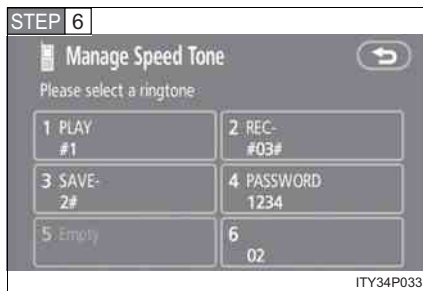 STEP 6
Manage Speed Tone
Please select a ringtone
1 PLAY
#1
2 REC-
#03#
3 SAVE-
2#
4 PASSWORD
1234
5 Empty
6
02
ITY34P033